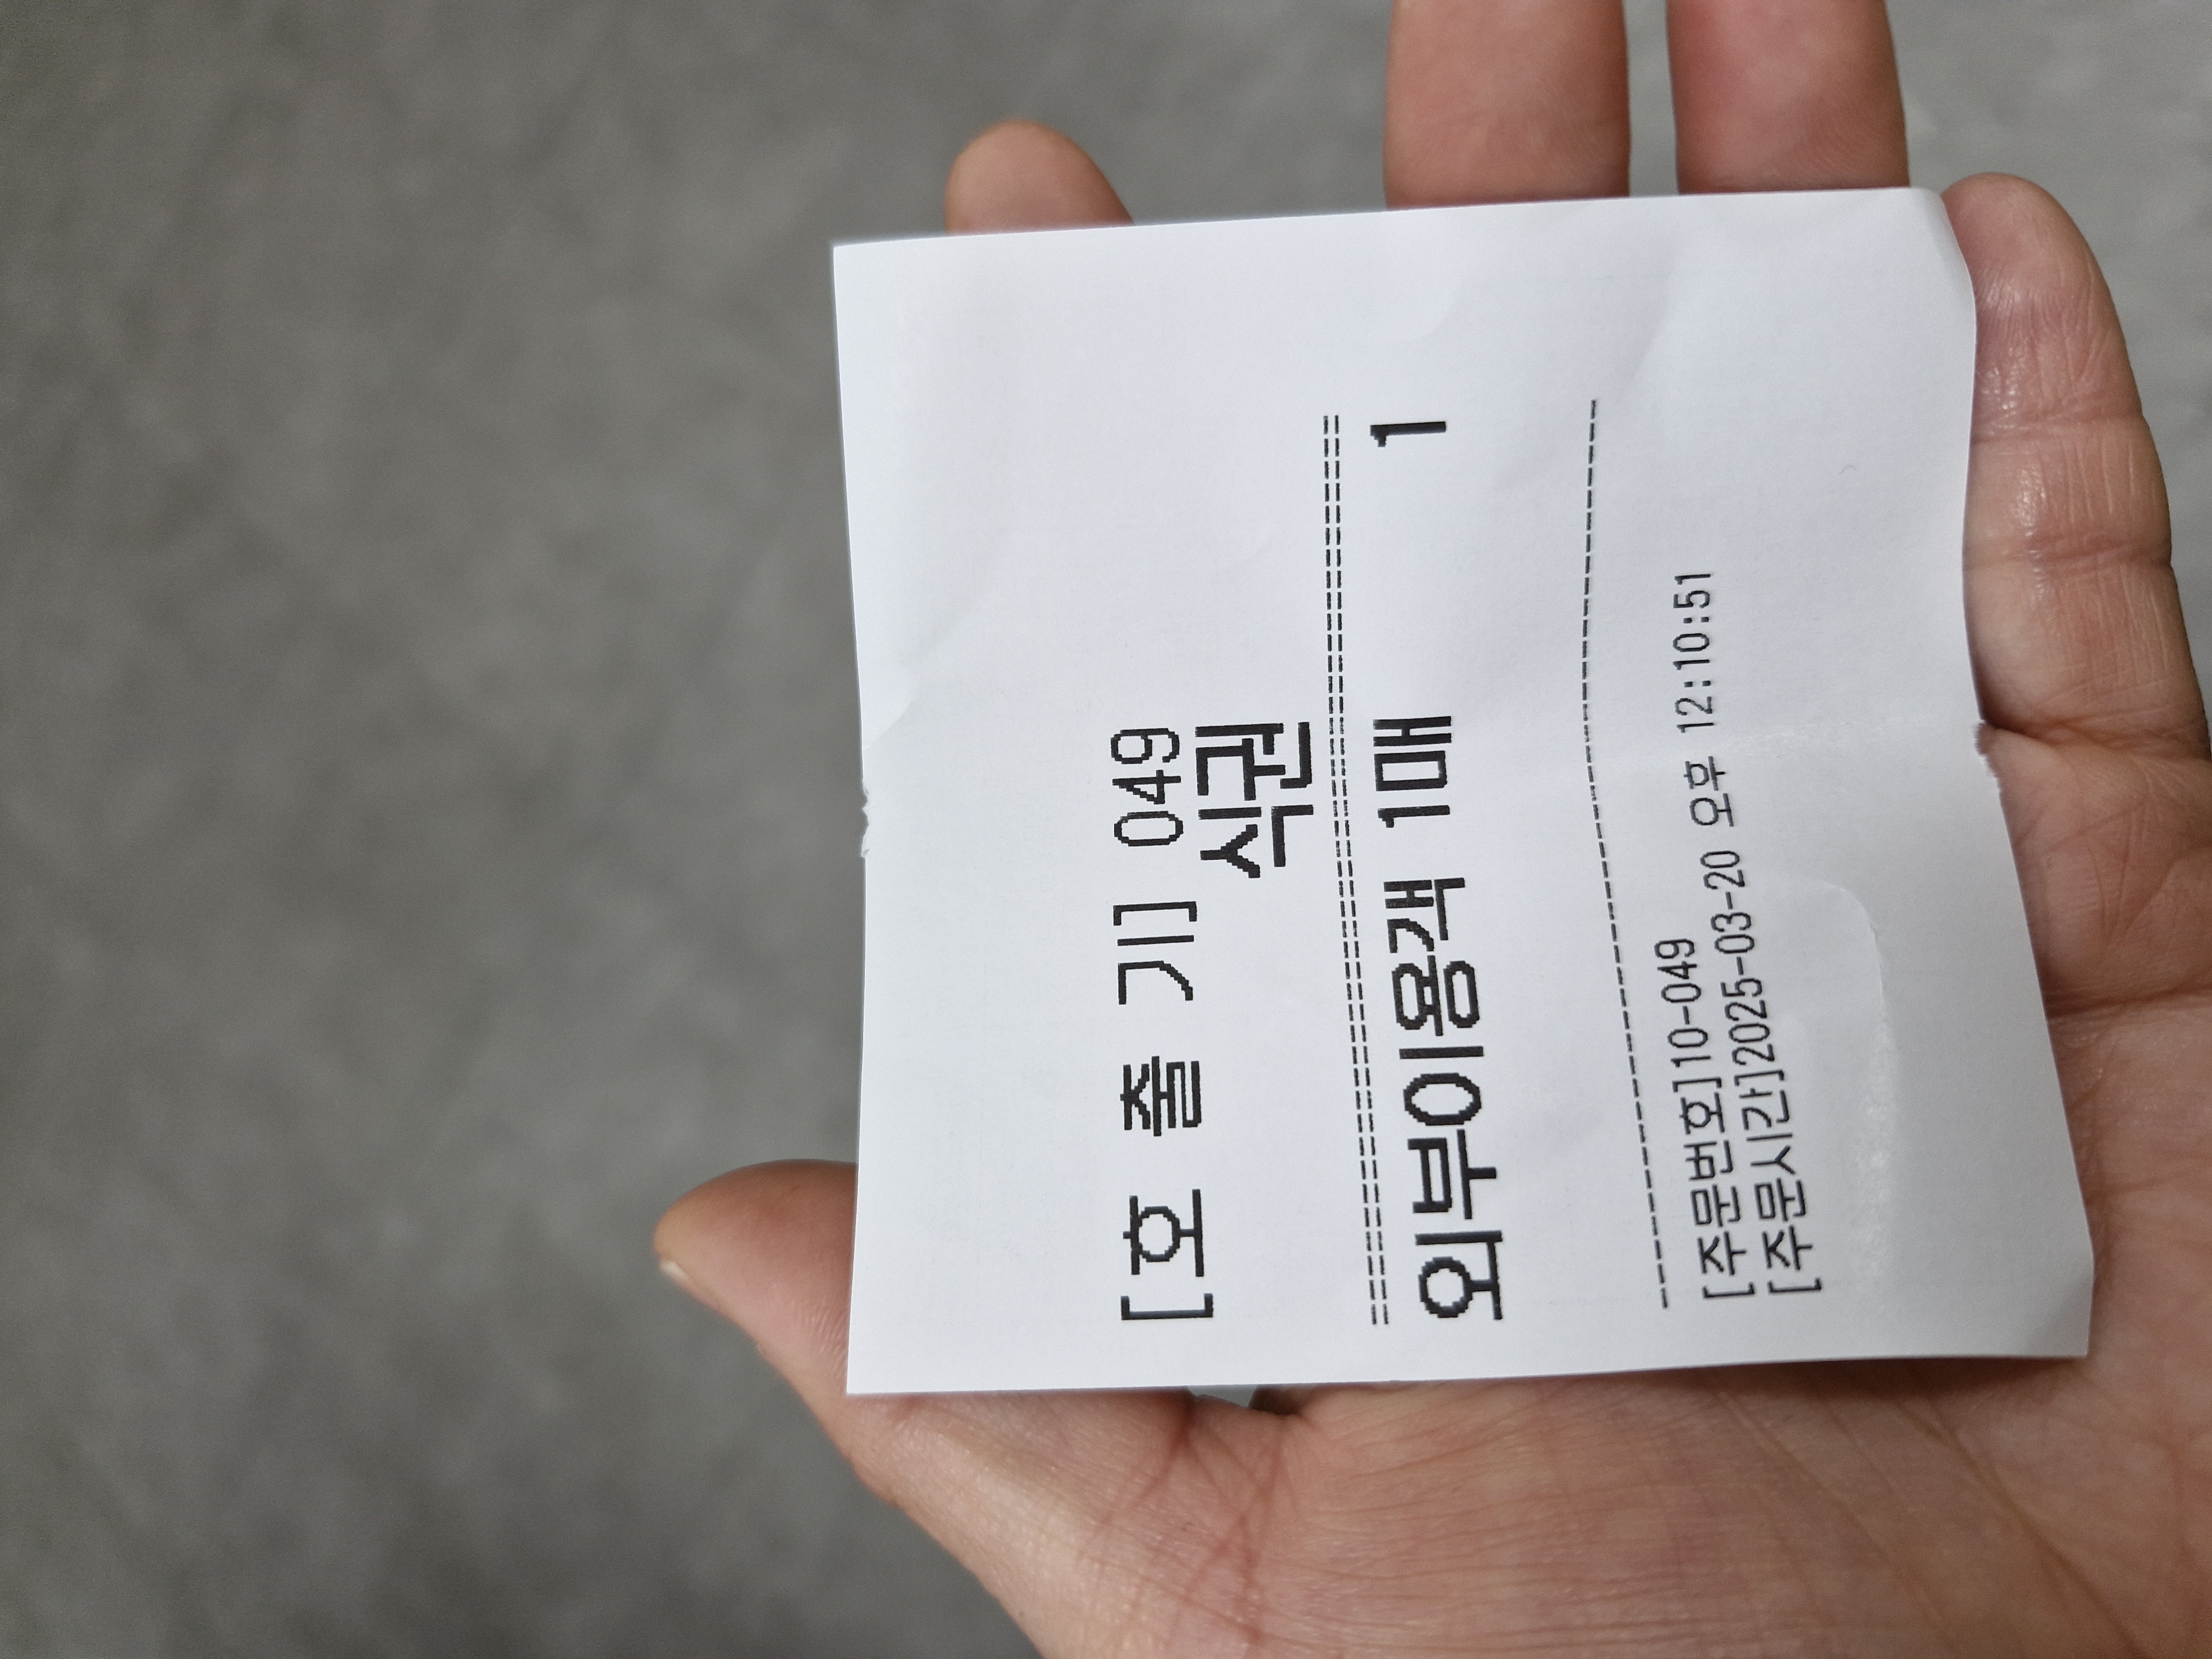 [호 출 기] 049
식권
================================
외부이용객 1매 1
--------------------------------
[주문번호]10-049
[주문시간]2025-03-20 오후 12:10:51